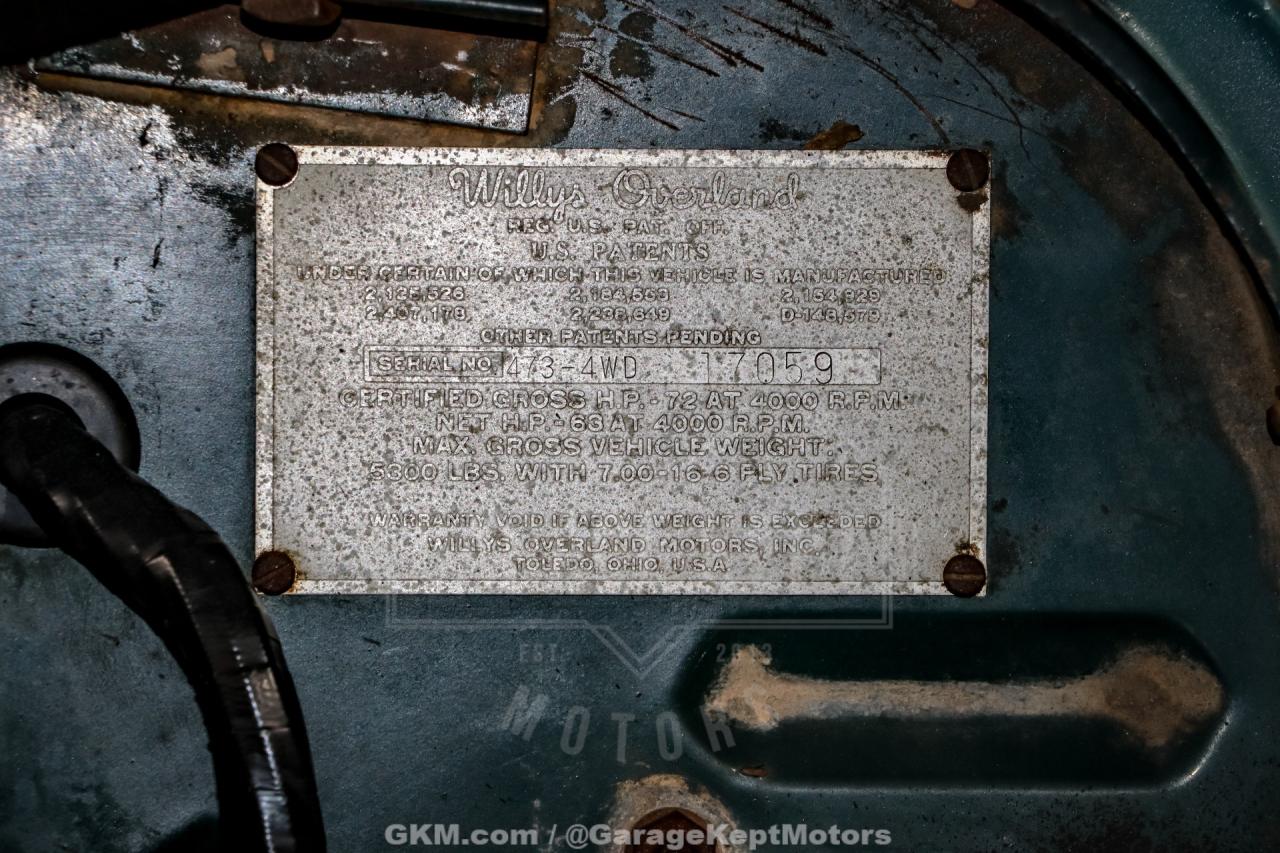 Willys Overland
REG. U.S. PAT. OFF.
U.S. PATENTS
UNDER CERTAIN OF WHICH THIS VEHICLE IS MANUFACTURED
2,125,526 2,184,563 2,154,929
2,407,178 2,238,649 D-148,579
OTHER PATENTS PENDING
SERIAL NO. 473-4WD 17059
CERTIFIED GROSS H.P. - 72 AT 4000 R.P.M.
NET H.P. - 63 AT 4000 R.P.M.
MAX. GROSS VEHICLE WEIGHT.
5300 LBS. WITH 7.00-16-6 PLY TIRES
WARRANTY VOID IF ABOVE WEIGHT IS EXCEEDED
WILLYS OVERLAND MOTORS, INC.
TOLEDO, OHIO, U.S.A.
EST. 2013
MOTORS
GKM.com / @GarageKeptMotors